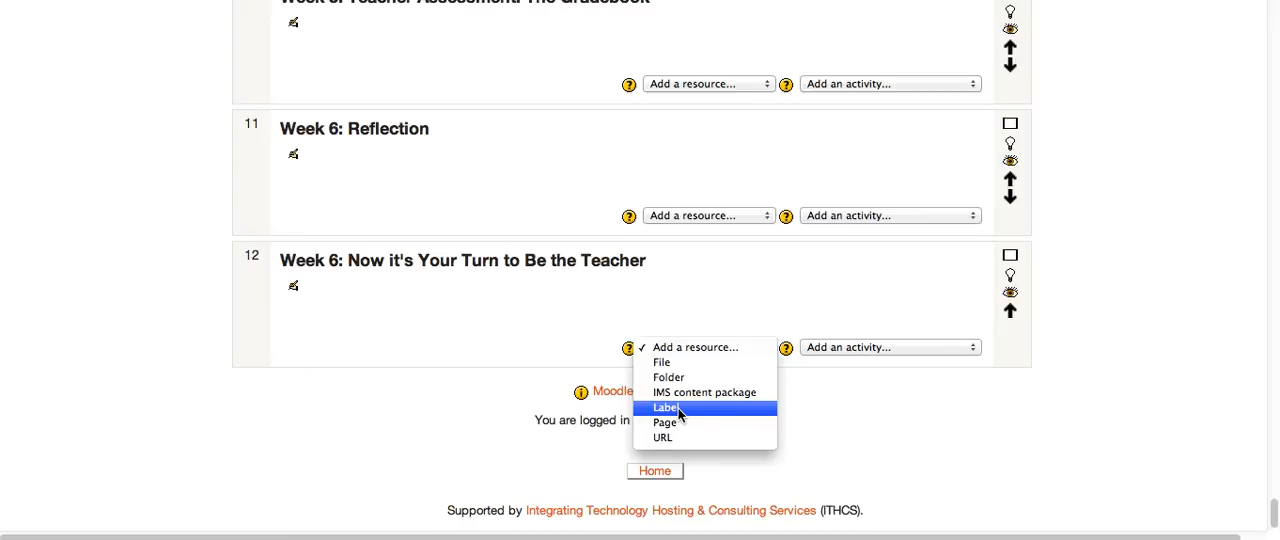 Week 5: Teacher Assessment: The Gradebook
? Add a resource... ? Add an activity...
11 Week 6: Reflection
? Add a resource... ? Add an activity...
12 Week 6: Now it's Your Turn to Be the Teacher
? ✓ Add a resource... ? Add an activity...
File
Folder
IMS content package
i Moodle
Label
You are logged in
Page
URL
Home
Supported by Integrating Technology Hosting & Consulting Services (ITHCS).